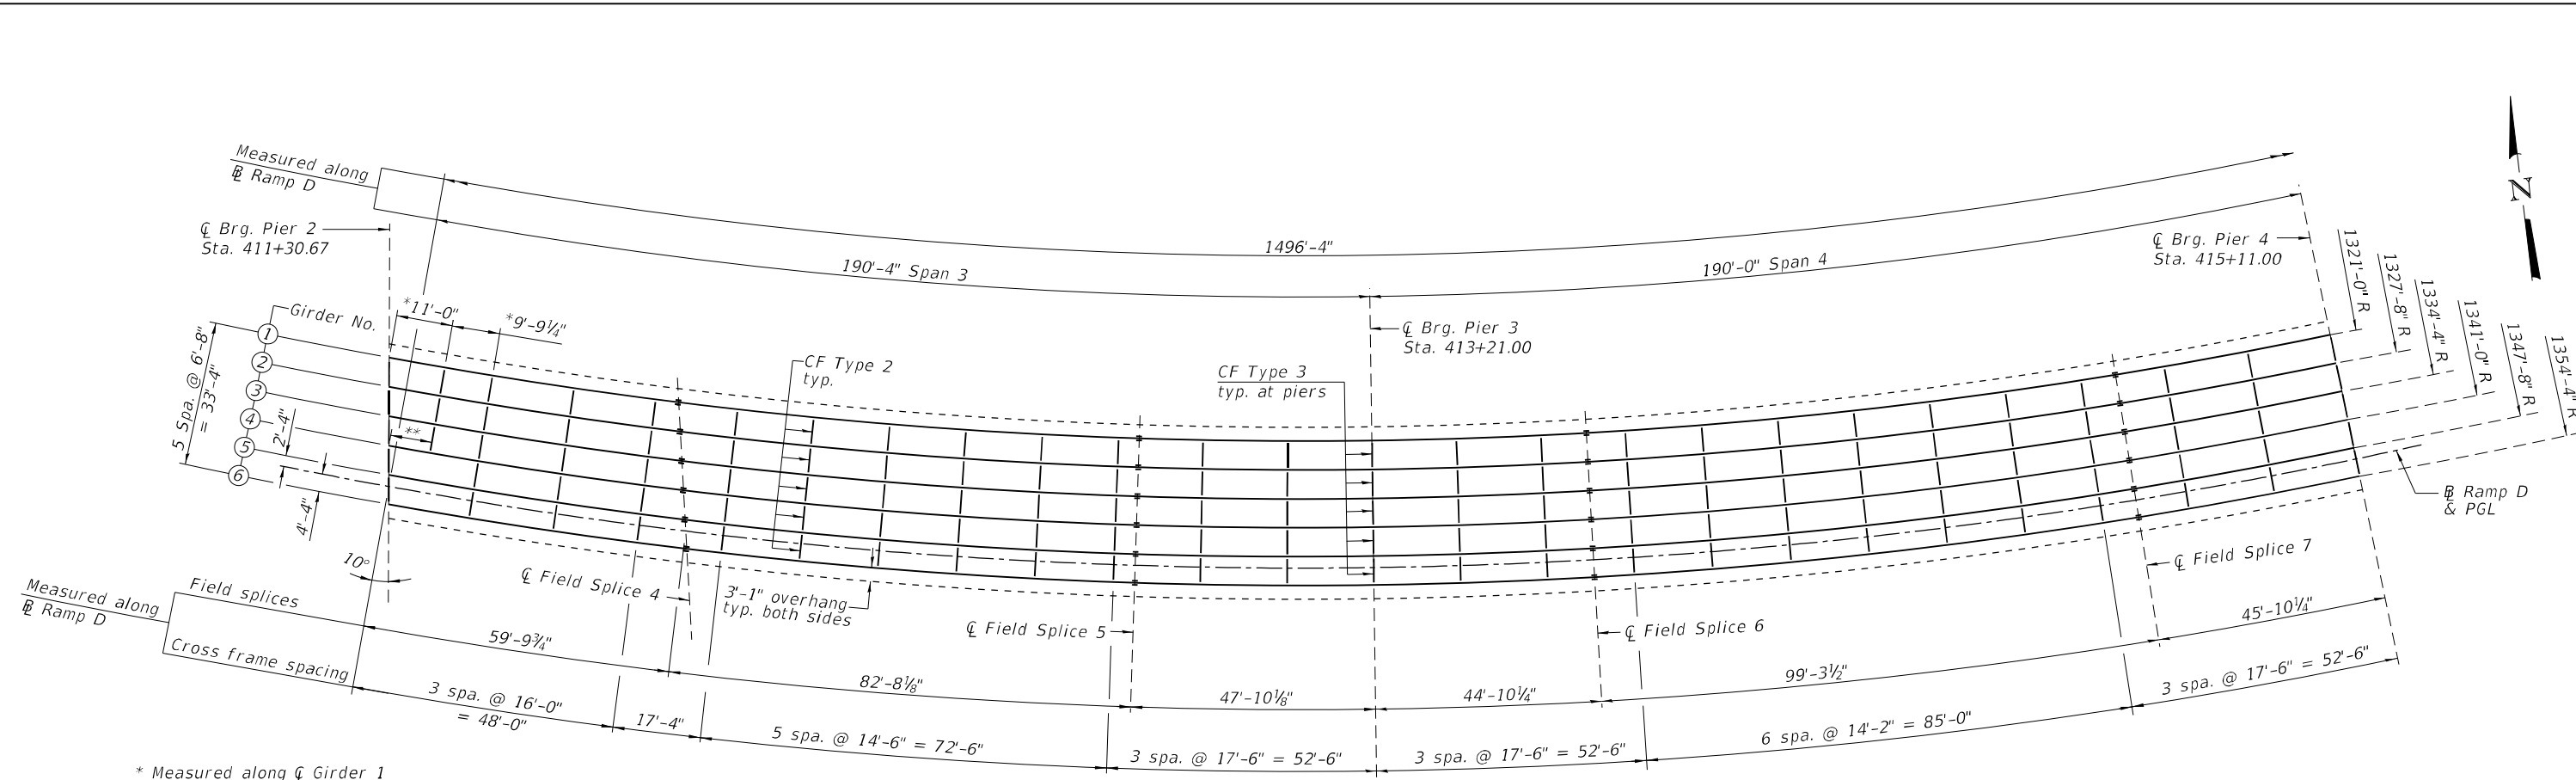 Measured along
℄ Ramp D
℄ Brg. Pier 2
Sta. 411+30.67
1496'-4"
190'-4" Span 3
190'-0" Span 4
℄ Brg. Pier 4
Sta. 415+11.00
N
1321'-0" R
1327'-8" R
1334'-4" R
1341'-0" R
1347'-8" R
1354'-4" R
℄ Brg. Pier 3
Sta. 413+21.00
Girder No.
*11'-0"
*9'-9¼"
1
2
3
4
5
6
5 Spa. @ 6'-8"
= 33'-4"
2'-4"
4'-4"
**
10°
CF Type 2
typ.
CF Type 3
typ. at piers
℄ Ramp D
& PGL
℄ Field Splice 4
3'-1" overhang
typ. both sides
℄ Field Splice 5
℄ Field Splice 6
℄ Field Splice 7
Measured along
℄ Ramp D
Field splices
Cross frame spacing
59'-9¾"
82'-8⅛"
47'-10⅛"
44'-10¼"
99'-3½"
45'-10¼"
3 spa. @ 16'-0"
= 48'-0"
17'-4"
5 spa. @ 14'-6" = 72'-6"
3 spa. @ 17'-6" = 52'-6"
3 spa. @ 17'-6" = 52'-6"
6 spa. @ 14'-2" = 85'-0"
3 spa. @ 17'-6" = 52'-6"
* Measured along ℄ Girder 1